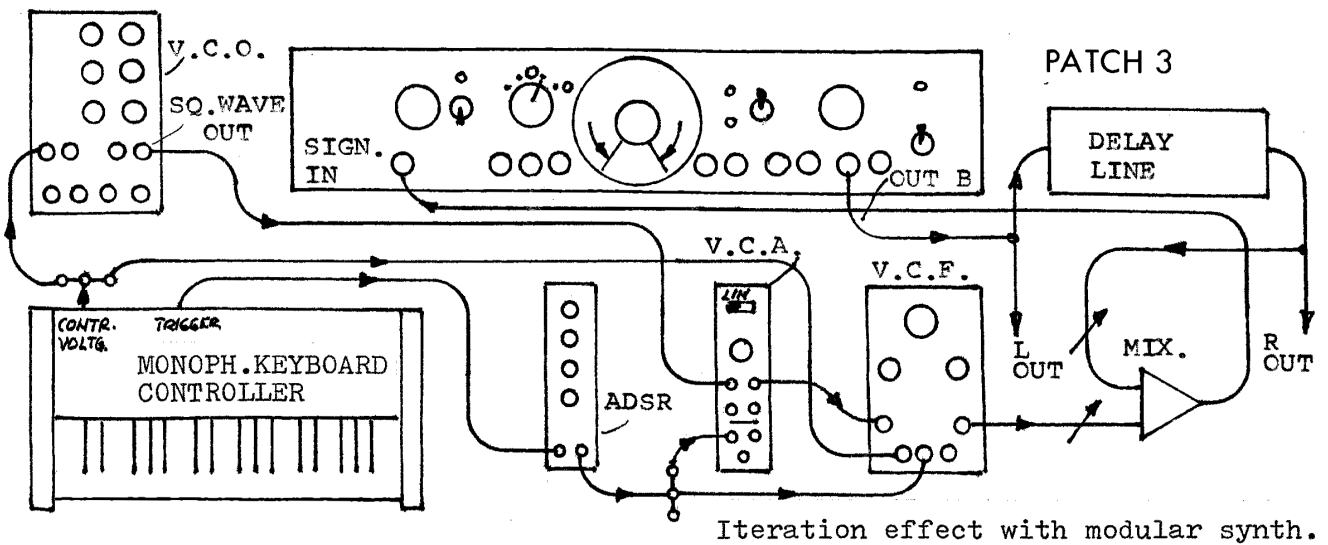 V.C.O.
SQ.WAVE
OUT
SIGN.
IN
OUT B
PATCH 3
DELAY
LINE
V.C.A.
LIN
V.C.F.
CONTR.
VOLTG.
TRIGGER
MONOPH.KEYBOARD
CONTROLLER
ADSR
L
OUT
MIX.
R
OUT
Iteration effect with modular synth.